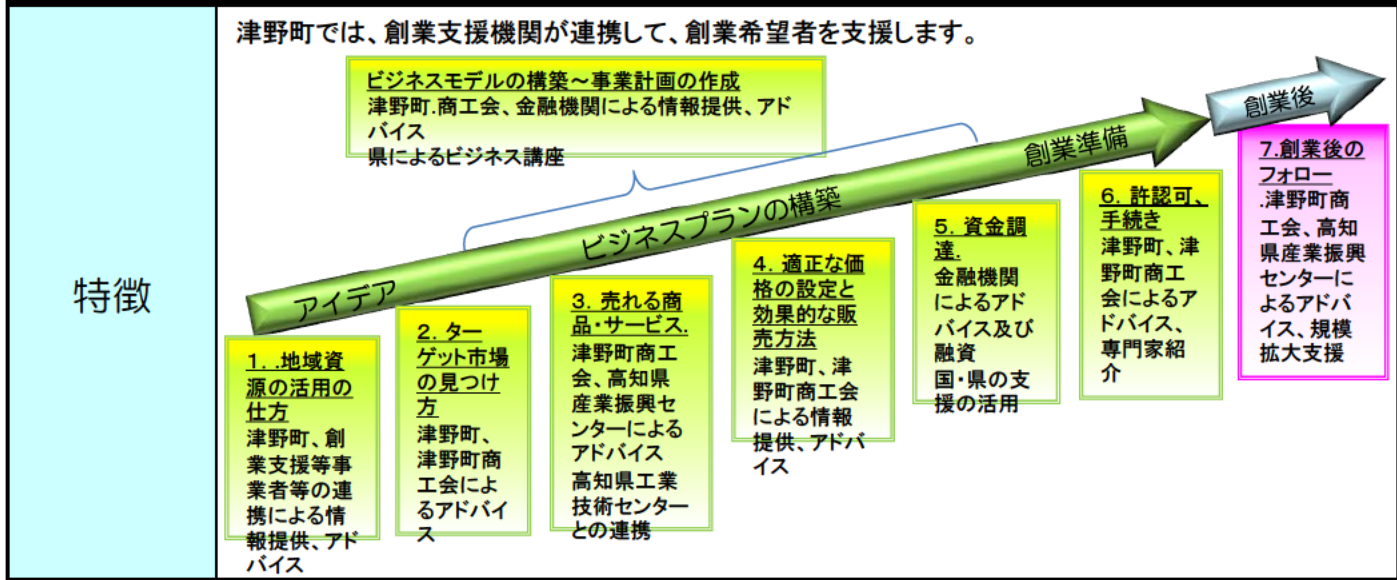 特徴
津野町では、創業支援機関が連携して、創業希望者を支援します。
ビジネスモデルの構築～事業計画の作成
津野町.商工会、金融機関による情報提供、アド
バイス
県によるビジネス講座
アイデア
ビジネスプランの構築
創業準備
創業後
1．.地域資
源の活用の
仕方
津野町、創
業支援等事
業者等の連
携による情
報提供、アド
バイス
2．ター
ゲット市場
の見つけ
方
津野町、
津野町商
工会によ
るアドバイ
ス
3．売れる商
品・サービス.
津野町商工
会、高知県
産業振興セ
ンターによる
アドバイス
高知県工業
技術センター
との連携
4．適正な価
格の設定と
効果的な販
売方法
津野町、津
野町商工会
による情報
提供、アドバ
イス
5．資金調
達.
金融機関
によるアド
バイス及び
融資
国・県の支
援の活用
6．許認可、
手続き
津野町、津
野町商工
会によるア
ドバイス、
専門家紹
介
7.創業後の
フォロー
.津野町商
工会、高知
県産業振興
センターに
よるアドバ
イス、規模
拡大支援